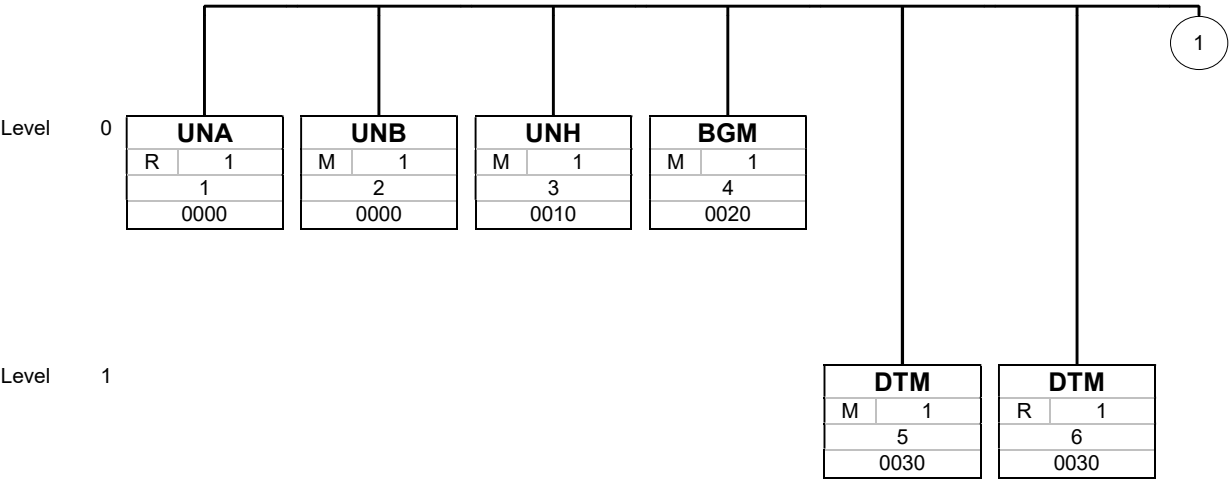 1
Level 0 UNA UNB UNH BGM
R 1 M 1 M 1 M 1
1 2 3 4
0000 0000 0010 0020
Level 1 DTM DTM
M 1 R 1
5 6
0030 0030